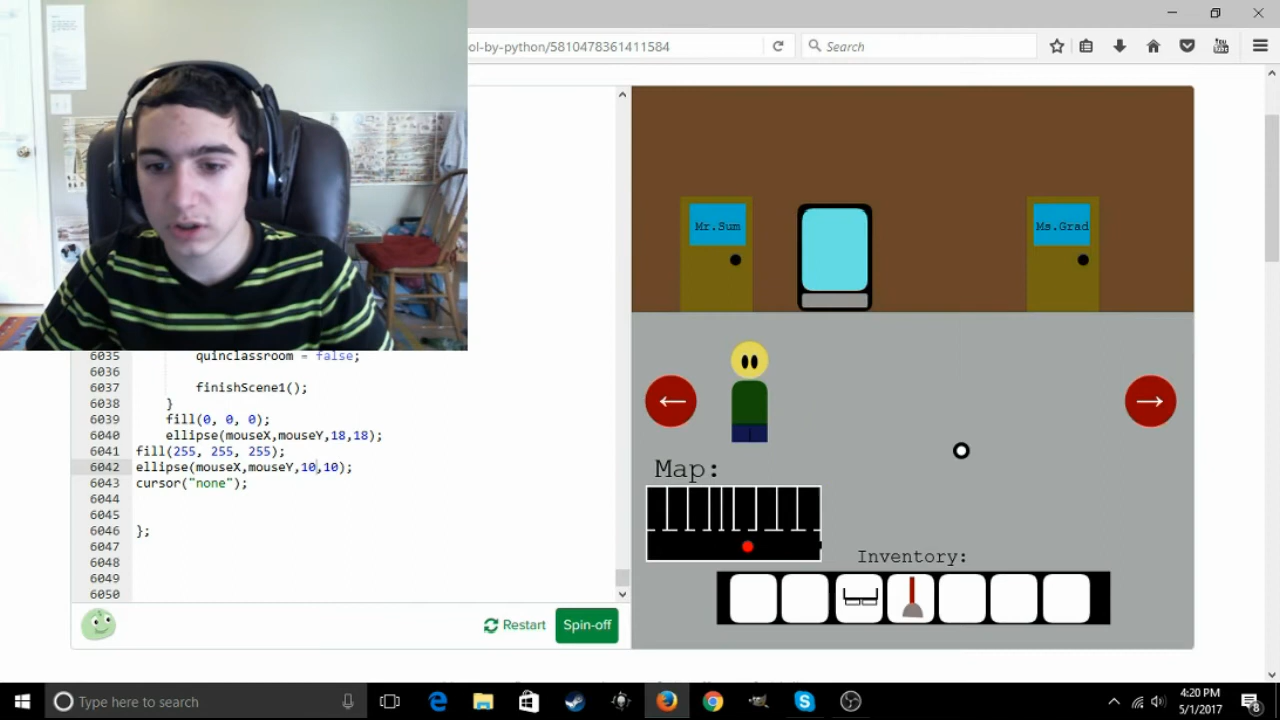 ol-by-python/5810478361411584
Search
Mr.Sum
Ms.Grad
6035 quinclassroom = false;
6036
6037 finishScene1();
6038 }
6039 fill(0, 0, 0);
6040 ellipse(mouseX,mouseY,18,18);
6041 fill(255, 255, 255);
6042 ellipse(mouseX,mouseY,10,10);
6043 cursor("none");
6044
6045
6046 };
6047
6048
6049
6050
Map:
Inventory:
Restart
Spin-off
Type here to search
4:20 PM
5/1/2017
8